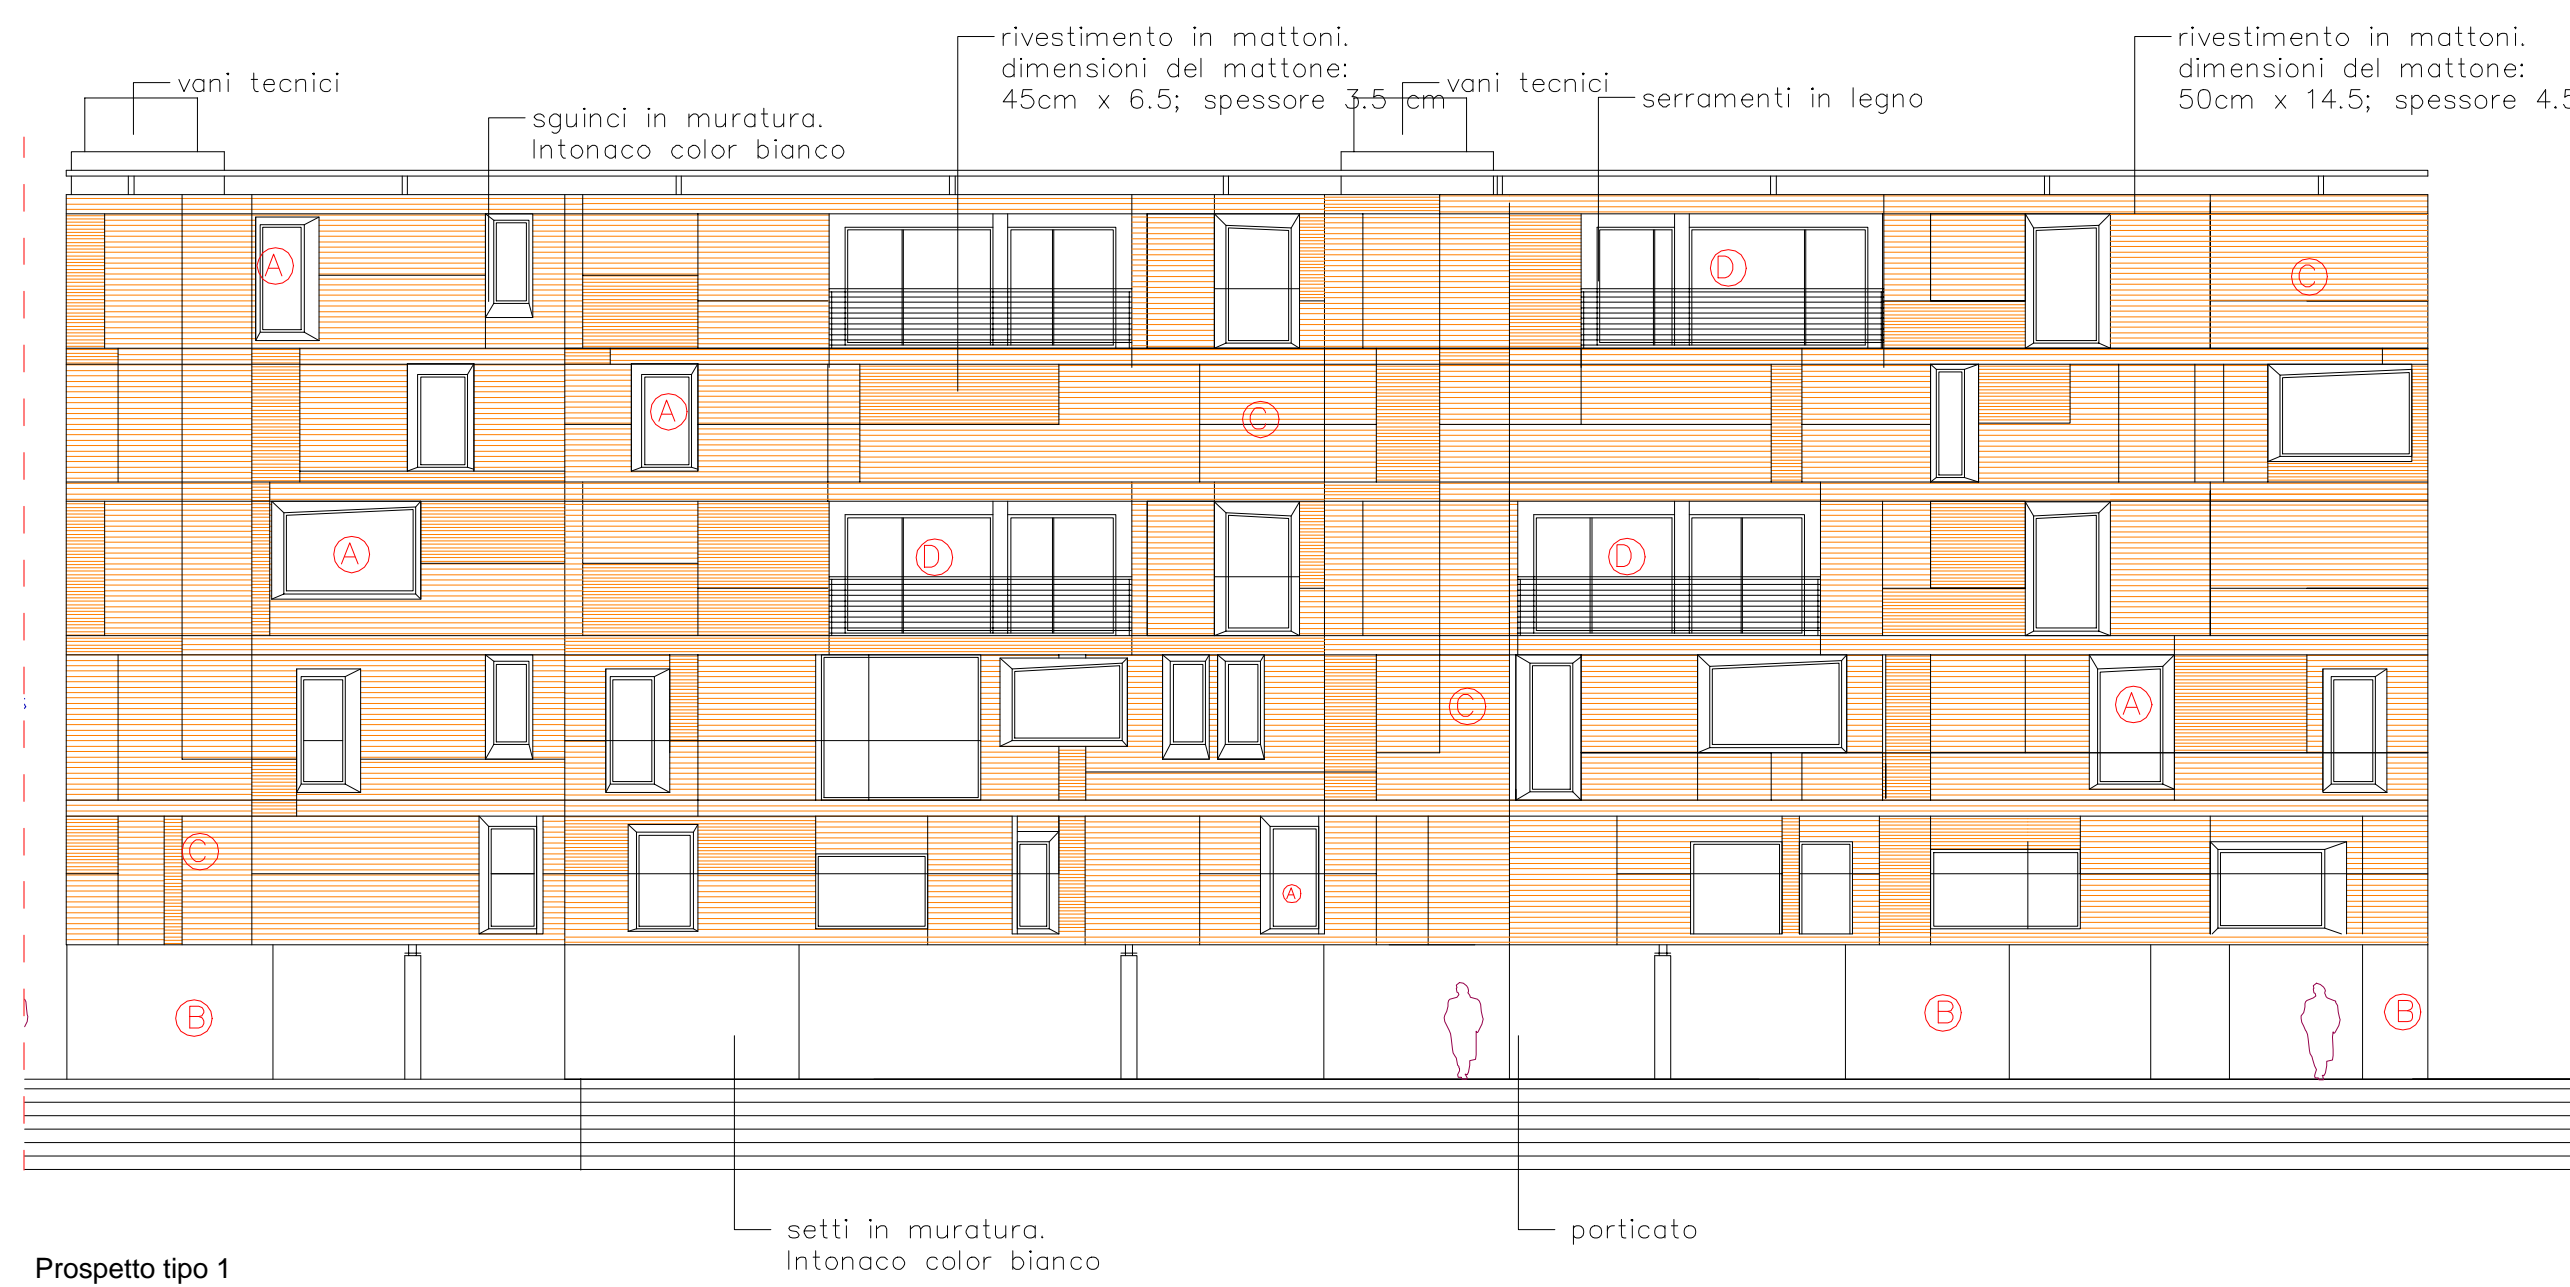 rivestimento in mattoni.
dimensioni del mattone:
45cm x 6.5; spessore 3.5 cm
rivestimento in mattoni.
dimensioni del mattone:
50cm x 14.5; spessore 4.5
vani tecnici
vani tecnici
serramenti in legno
sguinci in muratura.
Intonaco color bianco
A
D
C
A
C
A
D
D
C
A
C
A
B
B
B
setti in muratura.
Intonaco color bianco
porticato
Prospetto tipo 1